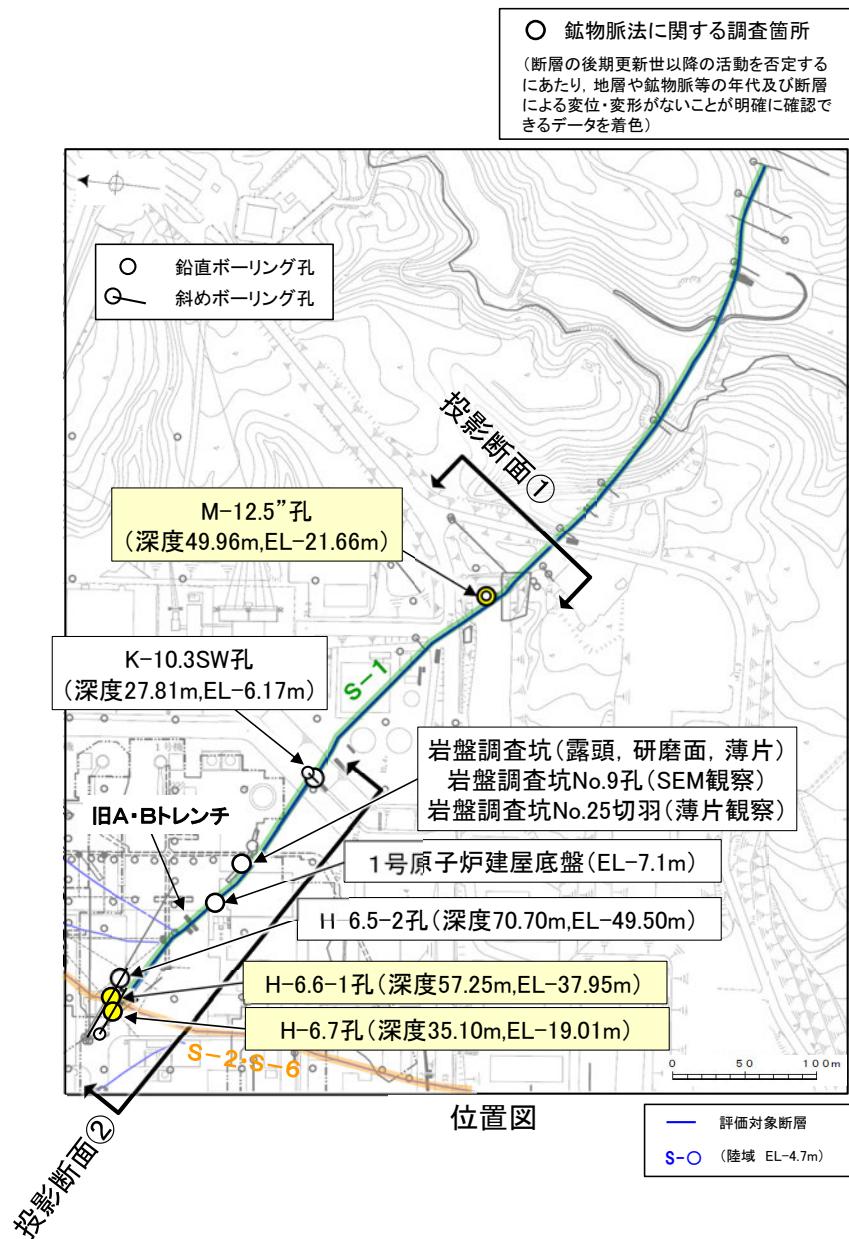 鉱物脈法に関する調査箇所
(断層の後期更新世以降の活動を否定する
にあたり, 地層や鉱物脈等の年代及び断層
による変位・変形がないことが明確に確認で
きるデータを着色)
鉛直ボーリング孔
斜めボーリング孔
投影断面①
M-12.5”孔
(深度49.96m,EL-21.66m)
K-10.3SW孔
(深度27.81m,EL-6.17m)
S-1
岩盤調査坑(露頭, 研磨面, 薄片)
岩盤調査坑No.9孔(SEM観察)
岩盤調査坑No.25切羽(薄片観察)
旧A・Bトレンチ
1号原子炉建屋底盤(EL-7.1m)
H-6.5-2孔(深度70.70m,EL-49.50m)
H-6.6-1孔(深度57.25m,EL-37.95m)
H-6.7孔(深度35.10m,EL-19.01m)
S-2・S-6
0 50 100m
投影断面②
位置図
評価対象断層
S-○ (陸域 EL-4.7m)